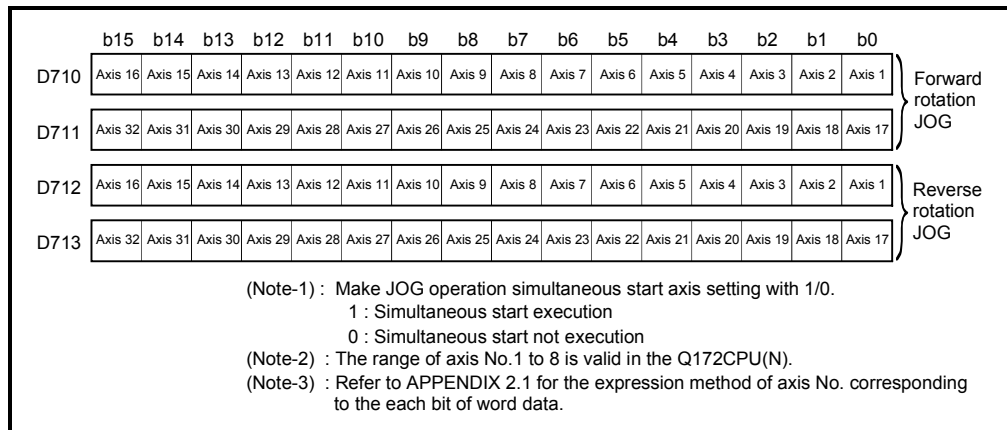 b15 b14 b13 b12 b11 b10 b9 b8 b7 b6 b5 b4 b3 b2 b1 b0
D710 Axis 16 Axis 15 Axis 14 Axis 13 Axis 12 Axis 11 Axis 10 Axis 9 Axis 8 Axis 7 Axis 6 Axis 5 Axis 4 Axis 3 Axis 2 Axis 1
D711 Axis 32 Axis 31 Axis 30 Axis 29 Axis 28 Axis 27 Axis 26 Axis 25 Axis 24 Axis 23 Axis 22 Axis 21 Axis 20 Axis 19 Axis 18 Axis 17
Forward
rotation
JOG
D712 Axis 16 Axis 15 Axis 14 Axis 13 Axis 12 Axis 11 Axis 10 Axis 9 Axis 8 Axis 7 Axis 6 Axis 5 Axis 4 Axis 3 Axis 2 Axis 1
D713 Axis 32 Axis 31 Axis 30 Axis 29 Axis 28 Axis 27 Axis 26 Axis 25 Axis 24 Axis 23 Axis 22 Axis 21 Axis 20 Axis 19 Axis 18 Axis 17
Reverse
rotation
JOG
(Note-1) : Make JOG operation simultaneous start axis setting with 1/0.
1 : Simultaneous start execution
0 : Simultaneous start not execution
(Note-2) : The range of axis No.1 to 8 is valid in the Q172CPU(N).
(Note-3) : Refer to APPENDIX 2.1 for the expression method of axis No. corresponding
to the each bit of word data.